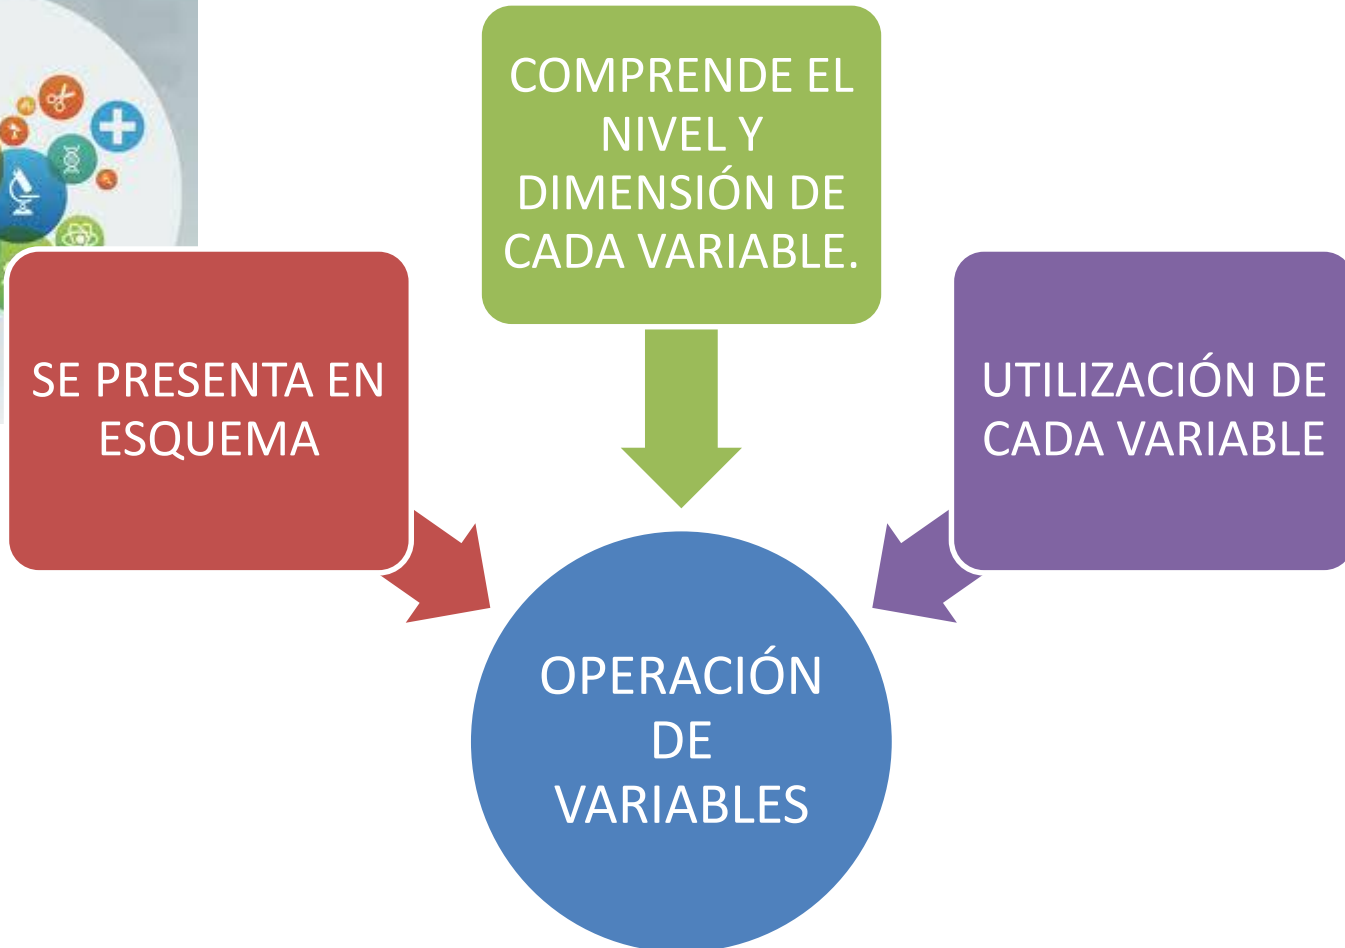 COMPRENDE EL
NIVEL Y
DIMENSIÓN DE
CADA VARIABLE.
SE PRESENTA EN
ESQUEMA
UTILIZACIÓN DE
CADA VARIABLE
OPERACIÓN
DE
VARIABLES